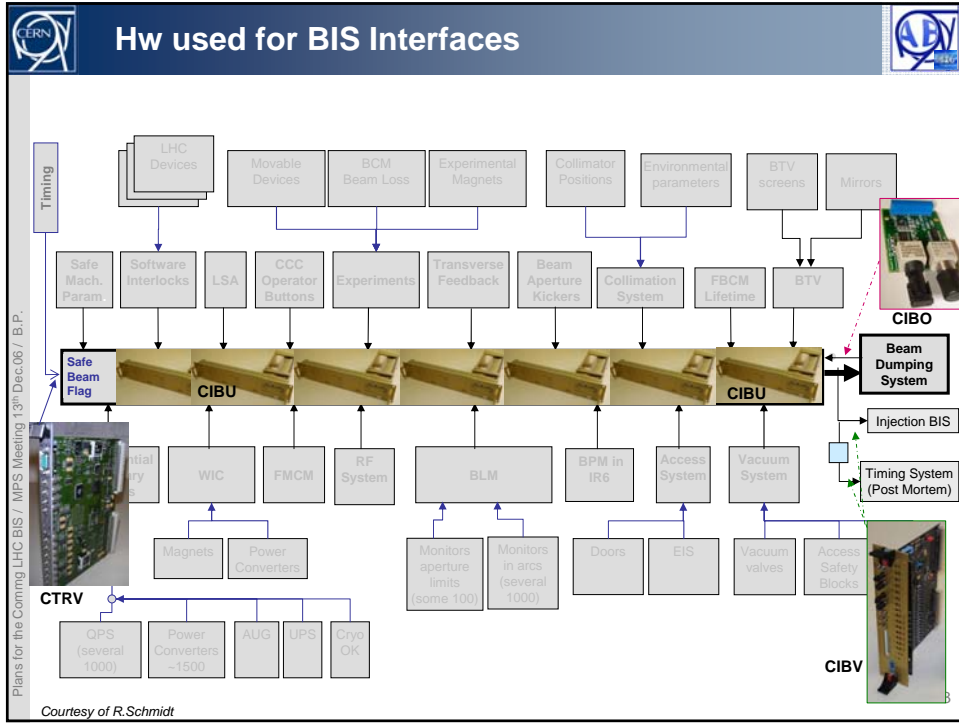 CERN
Hw used for BIS Interfaces
AB
Plans for the Commg LHC BIS / MPS Meeting 13th Dec.06 / B.P.
Timing
LHC
Devices
Movable
Devices
BCM
Beam Loss
Experimental
Magnets
Collimator
Positions
Environmental
parameters
BTV
screens
Mirrors
Safe
Mach.
Param.
Software
Interlocks
LSA
CCC
Operator
Buttons
Experiments
Transverse
Feedback
Beam
Aperture
Kickers
Collimation
System
FBCM
Lifetime
BTV
CIBO
Safe
Beam
Flag
CIBU
CIBU
Beam
Dumping
System
Injection BIS
WIC
FMCM
RF
System
BLM
BPM in
IR6
Access
System
Vacuum
System
Timing System
(Post Mortem)
Magnets
Power
Converters
Monitors
aperture
limits
(some 100)
Monitors
in arcs
(several
1000)
Doors
EIS
Vacuum
valves
Access
Safety
Blocks
CTRV
QPS
(several
1000)
Power
Converters
~1500
AUG
UPS
Cryo
OK
CIBV
Courtesy of R.Schmidt